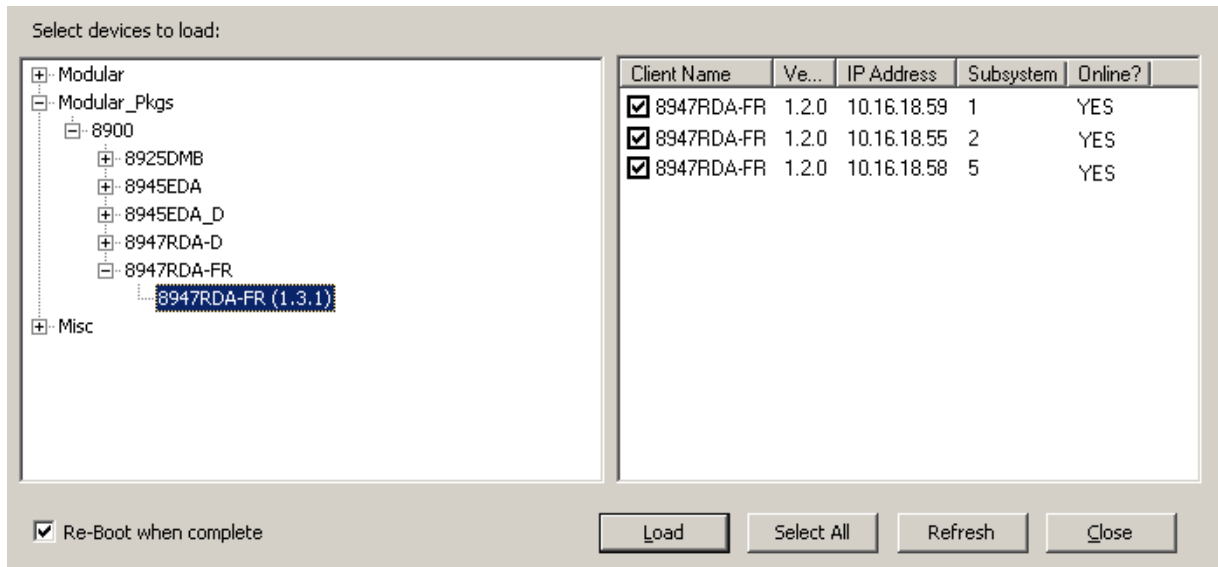 Select devices to load:
Modular
Modular_Pkgs
8900
8925DMB
8945EDA
8945EDA_D
8947RDA-D
8947RDA-FR
8947RDA-FR (1.3.1)
Misc
Client Name Ve... IP Address Subsystem Online?
8947RDA-FR 1.2.0 10.16.18.59 1 YES
8947RDA-FR 1.2.0 10.16.18.55 2 YES
8947RDA-FR 1.2.0 10.16.18.58 5 YES
Re-Boot when complete
Load Select All Refresh Close